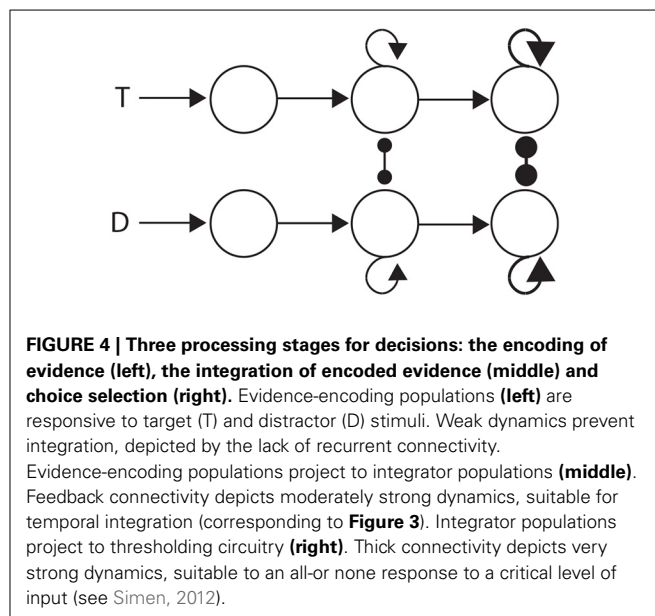 T
D
FIGURE 4 | Three processing stages for decisions: the encoding of
evidence (left), the integration of encoded evidence (middle) and
choice selection (right). Evidence-encoding populations (left) are
responsive to target (T) and distractor (D) stimuli. Weak dynamics prevent
integration, depicted by the lack of recurrent connectivity.
Evidence-encoding populations project to integrator populations (middle).
Feedback connectivity depicts moderately strong dynamics, suitable for
temporal integration (corresponding to Figure 3). Integrator populations
project to thresholding circuitry (right). Thick connectivity depicts very
strong dynamics, suitable to an all-or none response to a critical level of
input (see Simen, 2012).